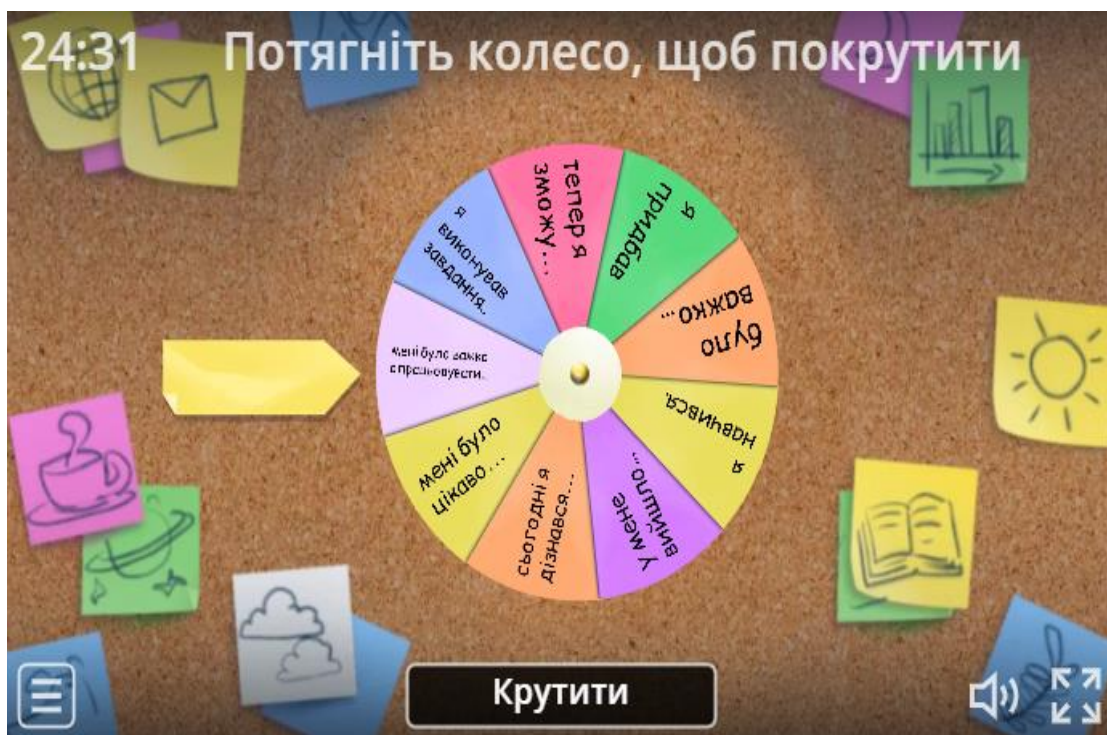 24:31
Потягніть колесо, щоб покрутити
тепер я
зможу...
я
придбав
було
важко...
я
навчився.
у мене
вийшло...
сьогодні я
дізнався...
мені було
цікаво...
мені було важко
опрацьовувати.
я
виконував
завдання.
Крутити